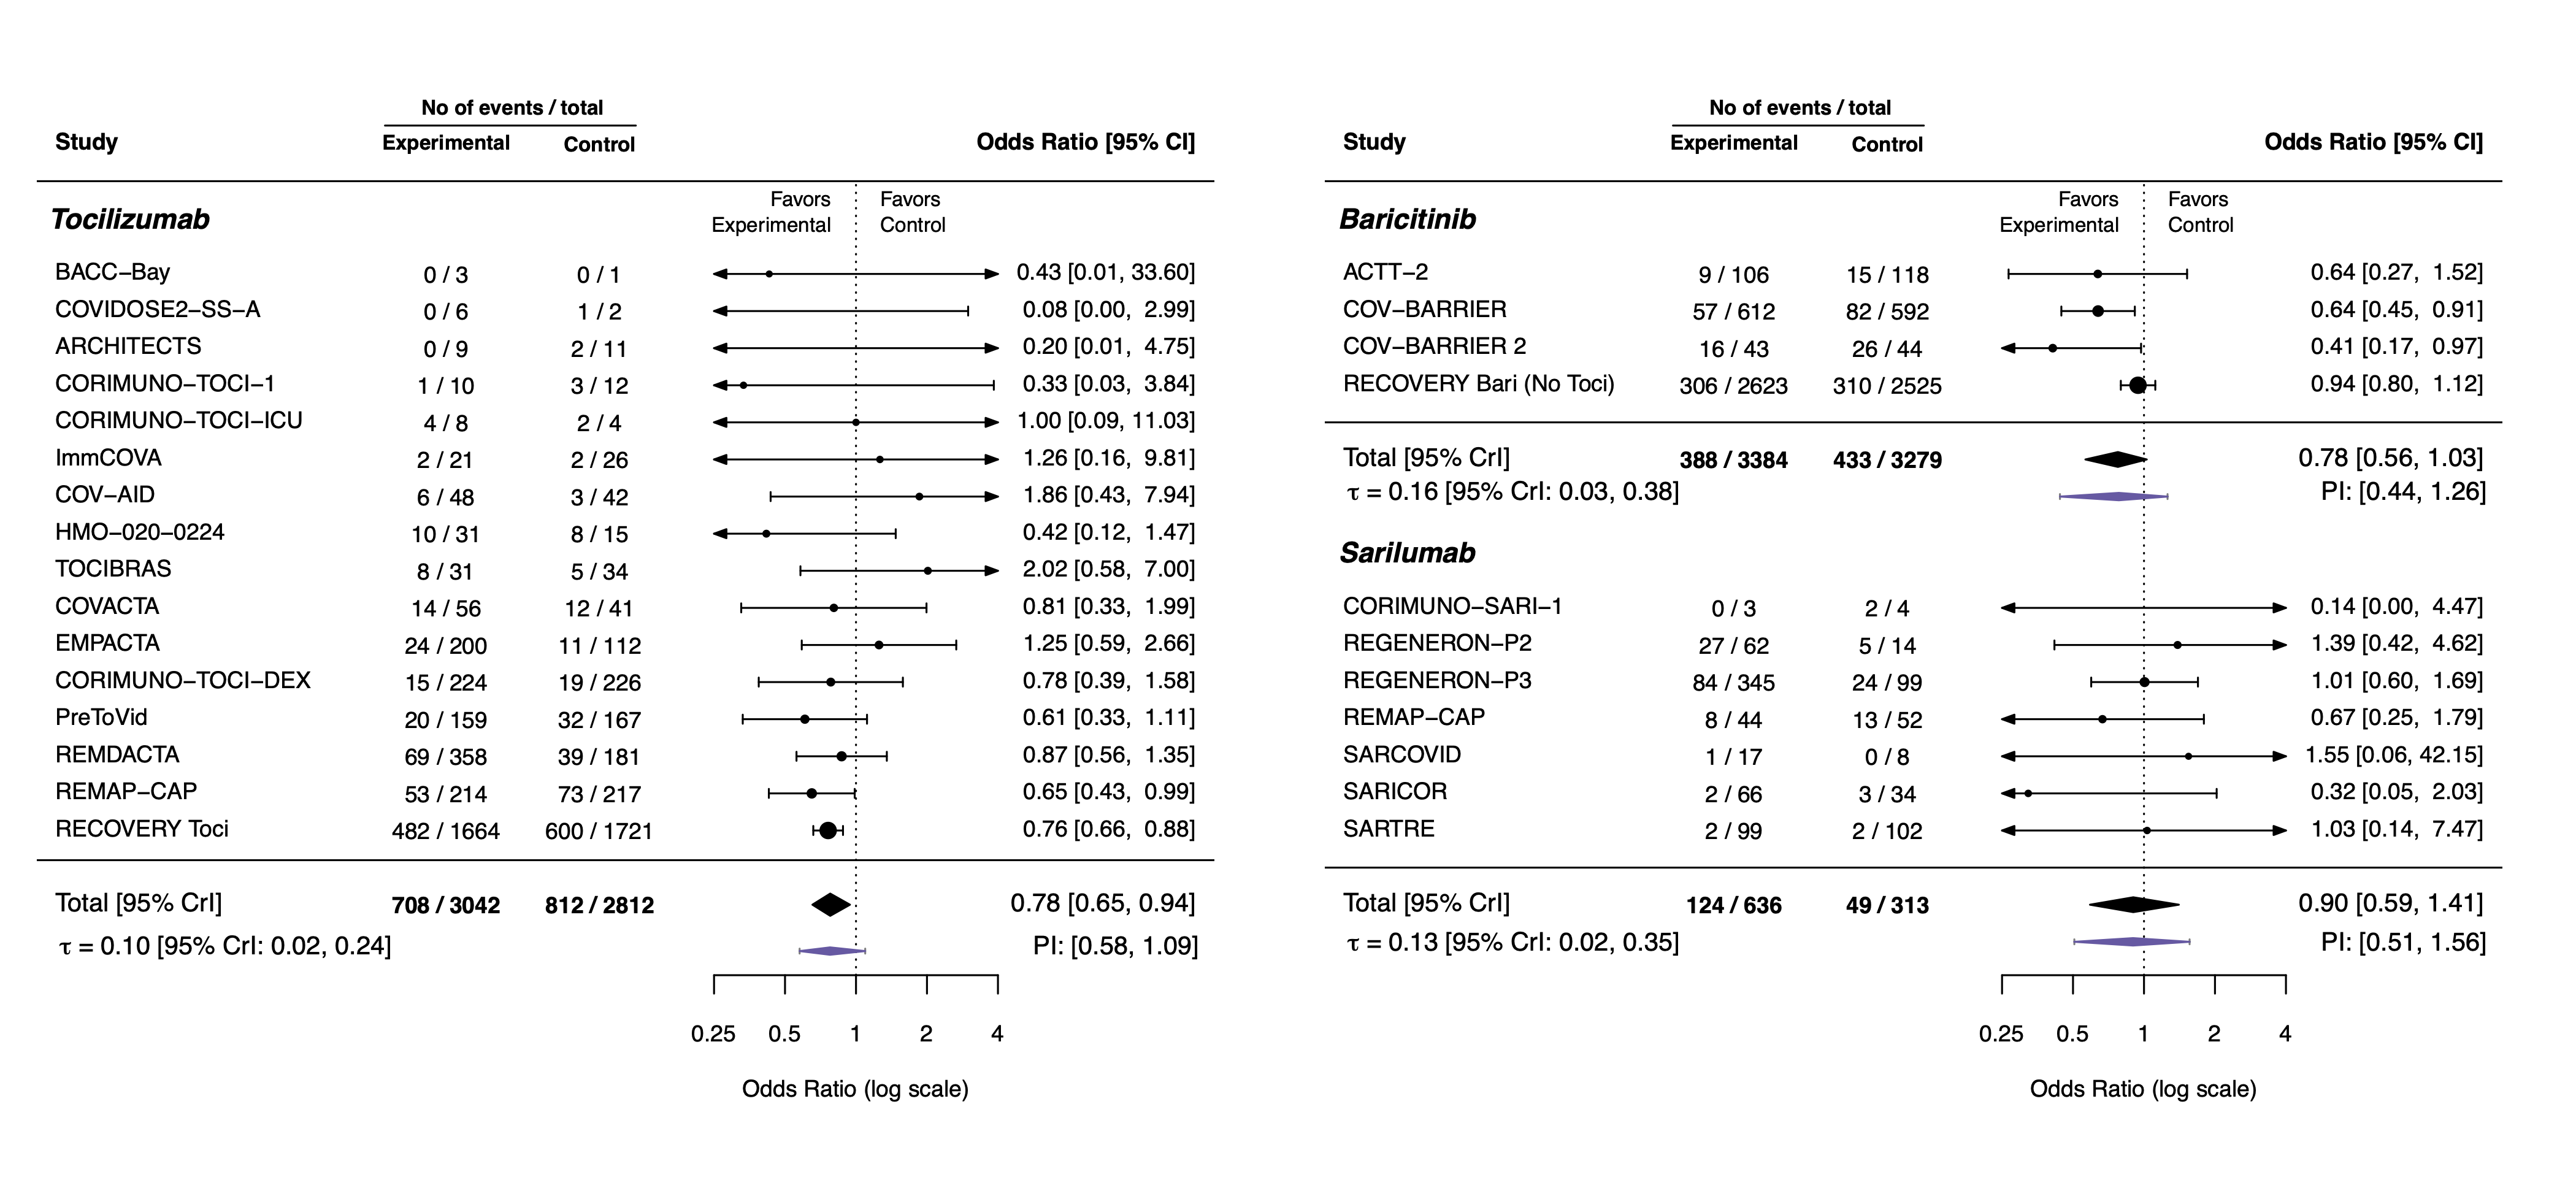 No of events / total
Study Experimental Control Odds Ratio [95% CI]
Favors Experimental Favors Control
Tocilizumab
BACC−Bay 0 / 3 0 / 1 0.43 [0.01, 33.60]
COVIDOSE2−SS−A 0 / 6 1 / 2 0.08 [0.00, 2.99]
ARCHITECTS 0 / 9 2 / 11 0.20 [0.01, 4.75]
CORIMUNO−TOCI−1 1 / 10 3 / 12 0.33 [0.03, 3.84]
CORIMUNO−TOCI−ICU 4 / 8 2 / 4 1.00 [0.09, 11.03]
ImmCOVA 2 / 21 2 / 26 1.26 [0.16, 9.81]
COV−AID 6 / 48 3 / 42 1.86 [0.43, 7.94]
HMO−020−0224 10 / 31 8 / 15 0.42 [0.12, 1.47]
TOCIBRAS 8 / 31 5 / 34 2.02 [0.58, 7.00]
COVACTA 14 / 56 12 / 41 0.81 [0.33, 1.99]
EMPACTA 24 / 200 11 / 112 1.25 [0.59, 2.66]
CORIMUNO−TOCI−DEX 15 / 224 19 / 226 0.78 [0.39, 1.58]
PreToVid 20 / 159 32 / 167 0.61 [0.33, 1.11]
REMDACTA 69 / 358 39 / 181 0.87 [0.56, 1.35]
REMAP−CAP 53 / 214 73 / 217 0.65 [0.43, 0.99]
RECOVERY Toci 482 / 1664 600 / 1721 0.76 [0.66, 0.88]
Total [95% CrI] 708 / 3042 812 / 2812 0.78 [0.65, 0.94]
τ = 0.10 [95% CrI: 0.02, 0.24] PI: [0.58, 1.09]
0.25 0.5 1 2 4
Odds Ratio (log scale)
No of events / total
Study Experimental Control Odds Ratio [95% CI]
Favors Experimental Favors Control
Baricitinib
ACTT−2 9 / 106 15 / 118 0.64 [0.27, 1.52]
COV−BARRIER 57 / 612 82 / 592 0.64 [0.45, 0.91]
COV−BARRIER 2 16 / 43 26 / 44 0.41 [0.17, 0.97]
RECOVERY Bari (No Toci) 306 / 2623 310 / 2525 0.94 [0.80, 1.12]
Total [95% CrI] 388 / 3384 433 / 3279 0.78 [0.56, 1.03]
τ = 0.16 [95% CrI: 0.03, 0.38] PI: [0.44, 1.26]
Sarilumab
CORIMUNO−SARI−1 0 / 3 2 / 4 0.14 [0.00, 4.47]
REGENERON−P2 27 / 62 5 / 14 1.39 [0.42, 4.62]
REGENERON−P3 84 / 345 24 / 99 1.01 [0.60, 1.69]
REMAP−CAP 8 / 44 13 / 52 0.67 [0.25, 1.79]
SARCOVID 1 / 17 0 / 8 1.55 [0.06, 42.15]
SARICOR 2 / 66 3 / 34 0.32 [0.05, 2.03]
SARTRE 2 / 99 2 / 102 1.03 [0.14, 7.47]
Total [95% CrI] 124 / 636 49 / 313 0.90 [0.59, 1.41]
τ = 0.13 [95% CrI: 0.02, 0.35] PI: [0.51, 1.56]
0.25 0.5 1 2 4
Odds Ratio (log scale)